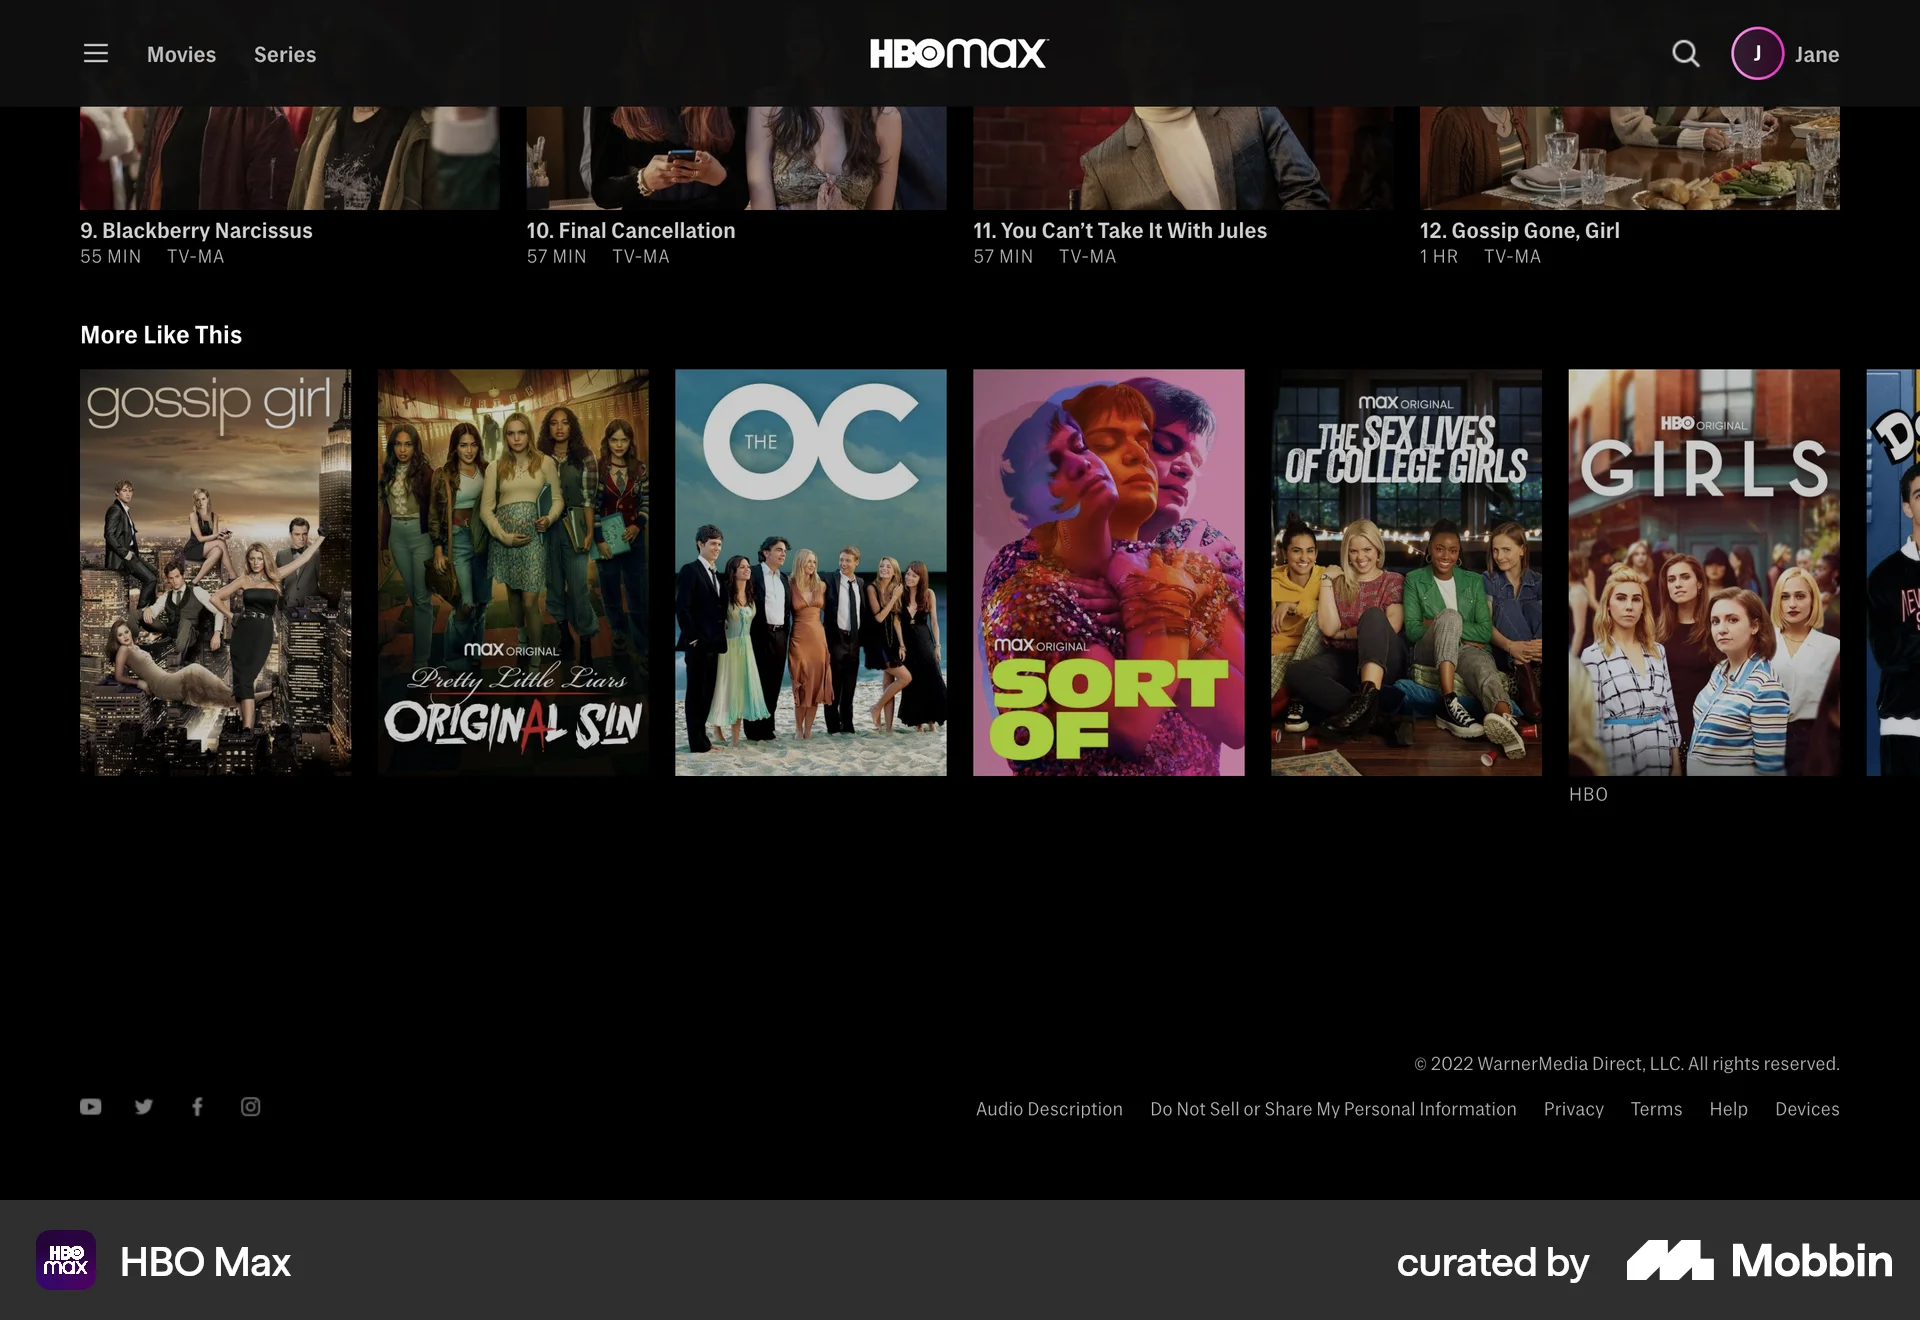 Movies Series HBOmax J Jane
9. Blackberry Narcissus
55 MIN TV-MA
10. Final Cancellation
57 MIN TV-MA
11. You Can’t Take It With Jules
57 MIN TV-MA
12. Gossip Gone, Girl
1 HR TV-MA
More Like This
gossip girl
max ORIGINAL
Pretty Little Liars
ORIGINAL SIN
THE OC
max ORIGINAL
SORT
OF
max ORIGINAL
THE SEX LIVES
OF COLLEGE GIRLS
HBO ORIGINAL
GIRLS
HBO
© 2022 WarnerMedia Direct, LLC. All rights reserved.
Audio Description Do Not Sell or Share My Personal Information Privacy Terms Help Devices
HBO
max
HBO Max
curated by Mobbin